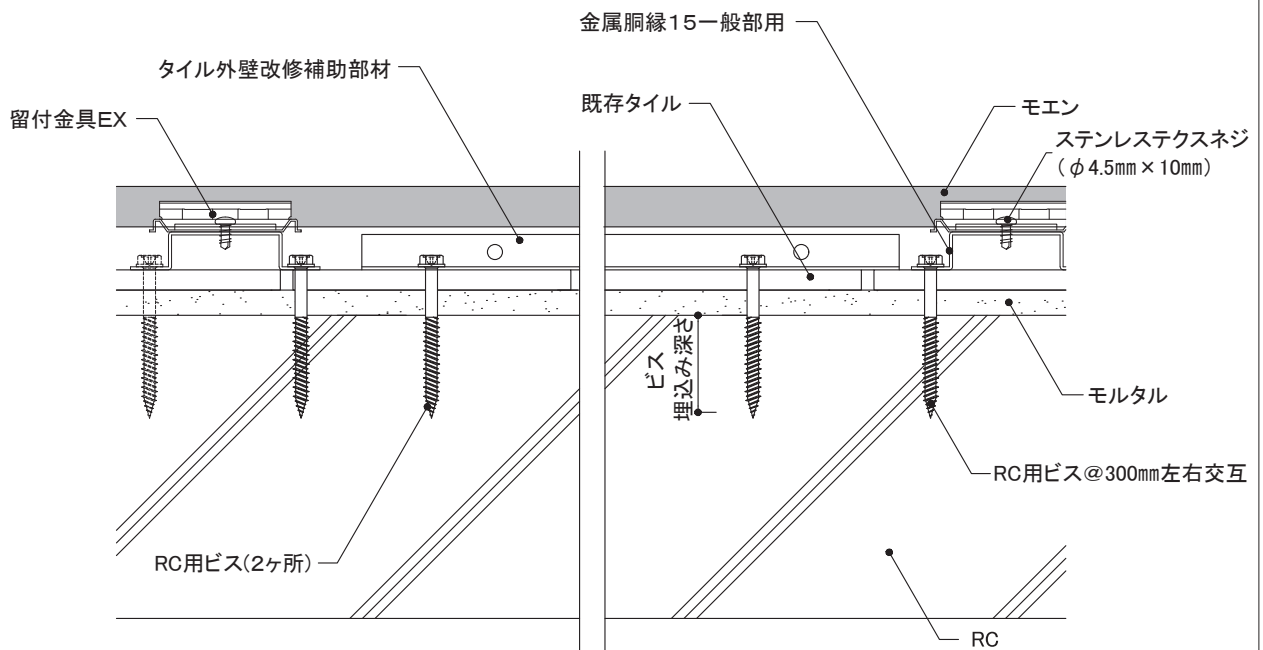 金属胴縁15一般部用
タイル外壁改修補助部材
既存タイル
モエン
留付金具EX
ステンレステクスネジ
(φ4.5mm×10mm)
ビス
埋込み深さ
モルタル
RC用ビス@300mm左右交互
RC用ビス(2ヶ所)
RC